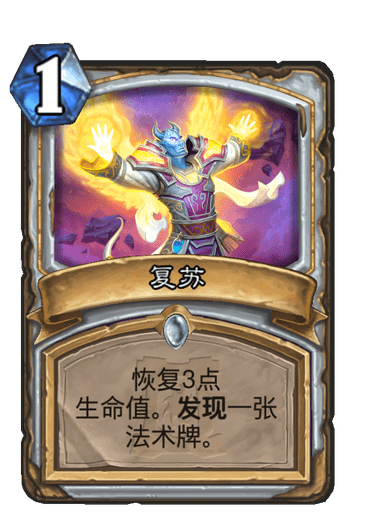 1
复苏
恢复3点
生命值。发现一张
法术牌。